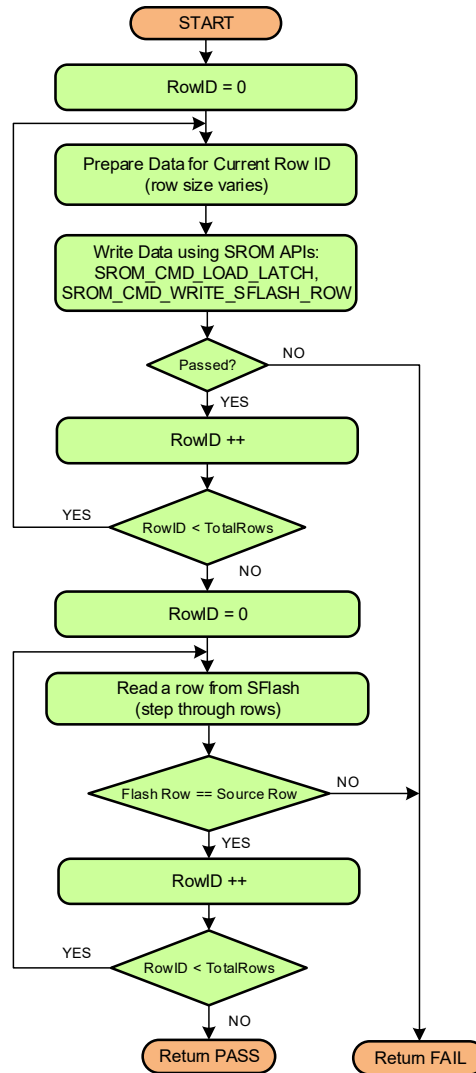 START
RowID = 0
Prepare Data for Current Row ID
(row size varies)
Write Data using SROM APIs:
SROM_CMD_LOAD_LATCH,
SROM_CMD_WRITE_SFLASH_ROW
Passed?
NO
YES
RowID ++
YES
RowID < TotalRows
NO
RowID = 0
Read a row from SFlash
(step through rows)
Flash Row == Source Row
NO
YES
RowID ++
YES
RowID < TotalRows
NO
Return PASS
Return FAIL